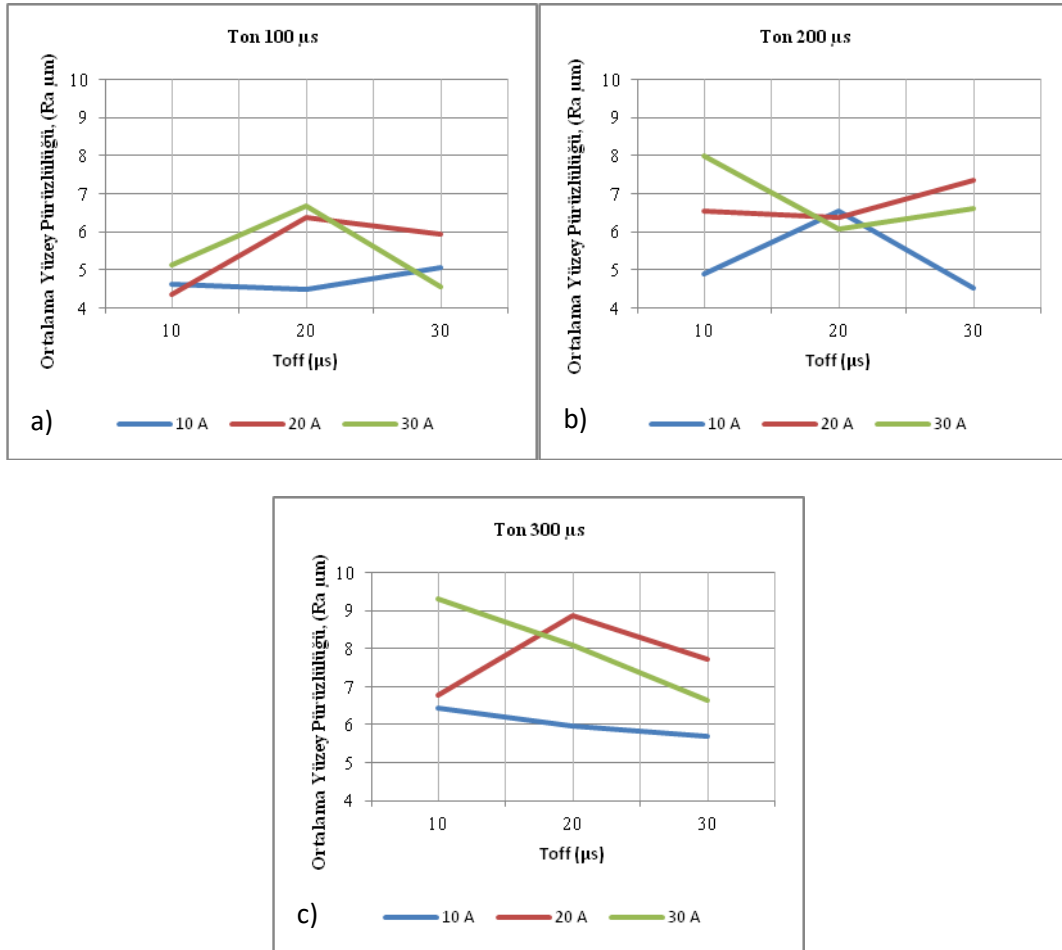 Ton 100 µs
Ortalama Yüzey Pürüzlülüğü, (Ra µm)
10
9
8
7
6
5
4
10 20 30
Toff (µs)
a)
10 A 20 A 30 A
Ton 200 µs
Ortalama Yüzey Pürüzlülüğü, (Ra µm)
10
9
8
7
6
5
4
10 20 30
Toff (µs)
b)
10 A 20 A 30 A
Ton 300 µs
Ortalama Yüzey Pürüzlülüğü, (Ra µm)
10
9
8
7
6
5
4
10 20 30
Toff (µs)
c)
10 A 20 A 30 A